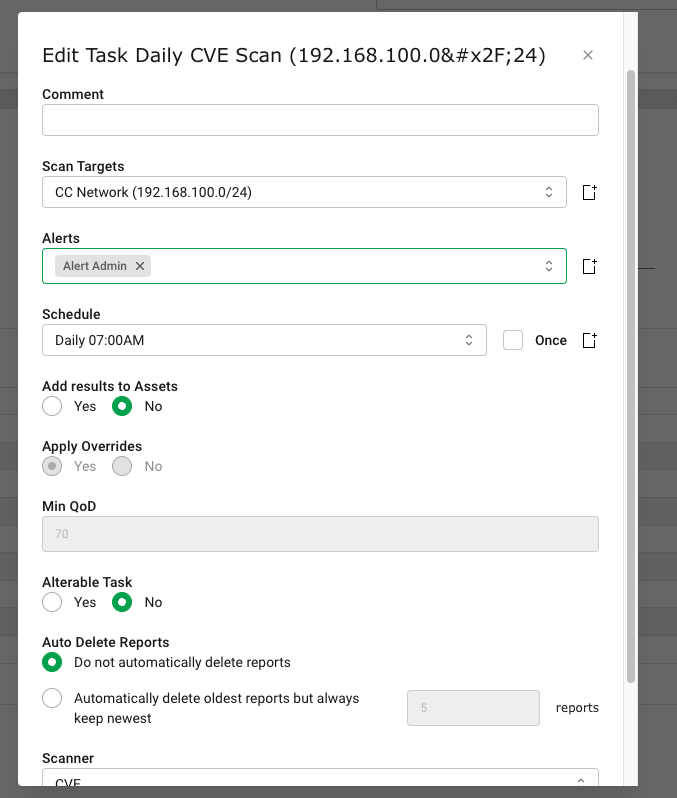 Edit Task Daily CVE Scan (192.168.100.0&#x2F;24)
Comment
Scan Targets
CC Network (192.168.100.0/24)
Alerts
Alert Admin
Schedule
Daily 07:00AM
Once
Add results to Assets
Yes No
Apply Overrides
Yes No
Min QoD
70
Alterable Task
Yes No
Auto Delete Reports
Do not automatically delete reports
Automatically delete oldest reports but always
keep newest
5 reports
Scanner
CVE